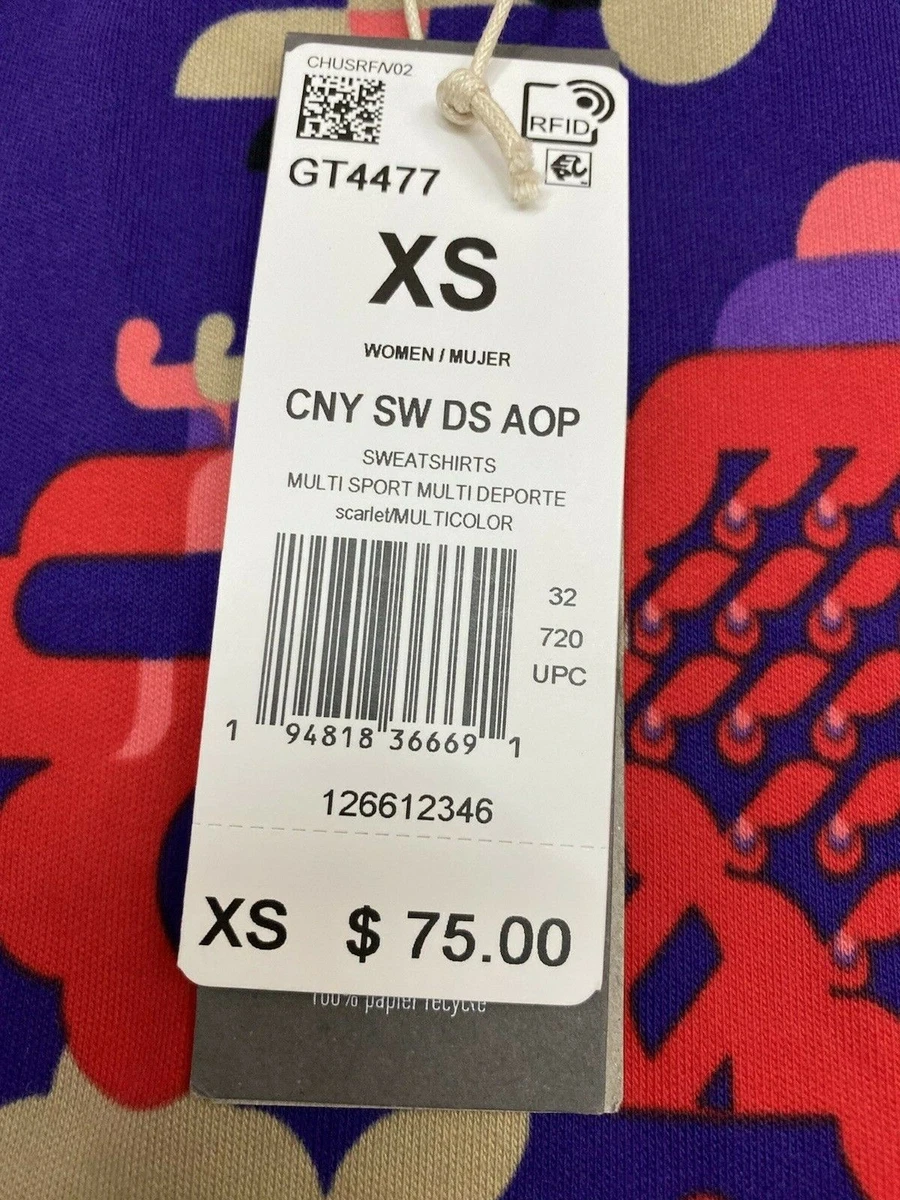 CHUSRF/V02
RFID
GT4477
XS
WOMEN / MUJER
CNY SW DS AOP
SWEATSHIRTS
MULTI SPORT MULTI DEPORTE
scarlet/MULTICOLOR
32
720
UPC
1 94818 36669 1
126612346
XS $ 75.00
100% papier recyclé